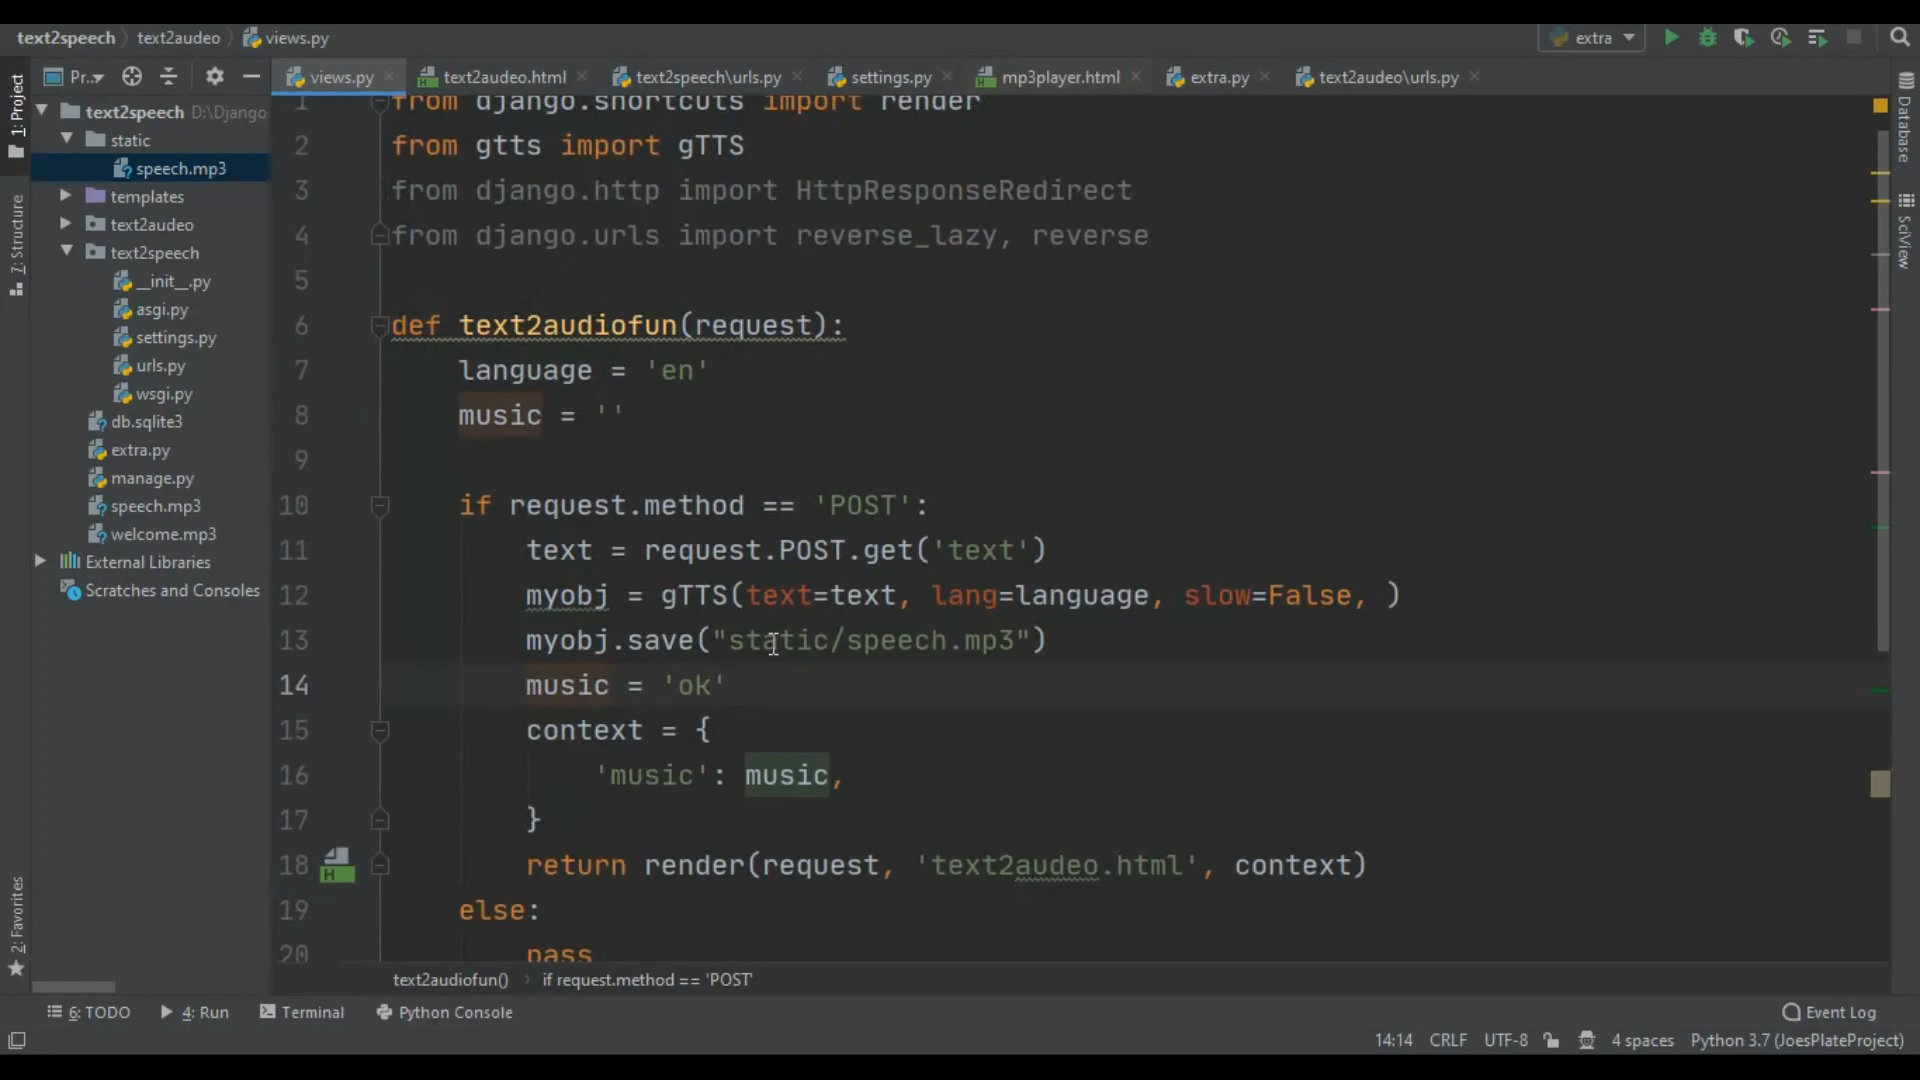 text2speech text2audeo views.py
extra
Pr...
views.py text2audeo.html text2speech\urls.py settings.py mp3player.html extra.py text2audeo\urls.py
1: Project
7: Structure
2: Favorites
Database
SciView
text2speech D:\Django
static
speech.mp3
templates
text2audeo
text2speech
__init__.py
asgi.py
settings.py
urls.py
wsgi.py
db.sqlite3
extra.py
manage.py
speech.mp3
welcome.mp3
External Libraries
Scratches and Consoles
1 from django.shortcuts import render
2 from gtts import gTTS
3 from django.http import HttpResponseRedirect
4 from django.urls import reverse_lazy, reverse
5
6 def text2audiofun(request):
7 language = 'en'
8 music = ''
9
10 if request.method == 'POST':
11 text = request.POST.get('text')
12 myobj = gTTS(text=text, lang=language, slow=False, )
13 myobj.save("static/speech.mp3")
14 music = 'ok'
15 context = {
16 'music': music,
17 }
18 return render(request, 'text2audeo.html', context)
19 else:
20 pass
text2audiofun() if request.method == 'POST'
6: TODO 4: Run Terminal Python Console Event Log
14:14 CRLF UTF-8 4 spaces Python 3.7 (JoesPlateProject)